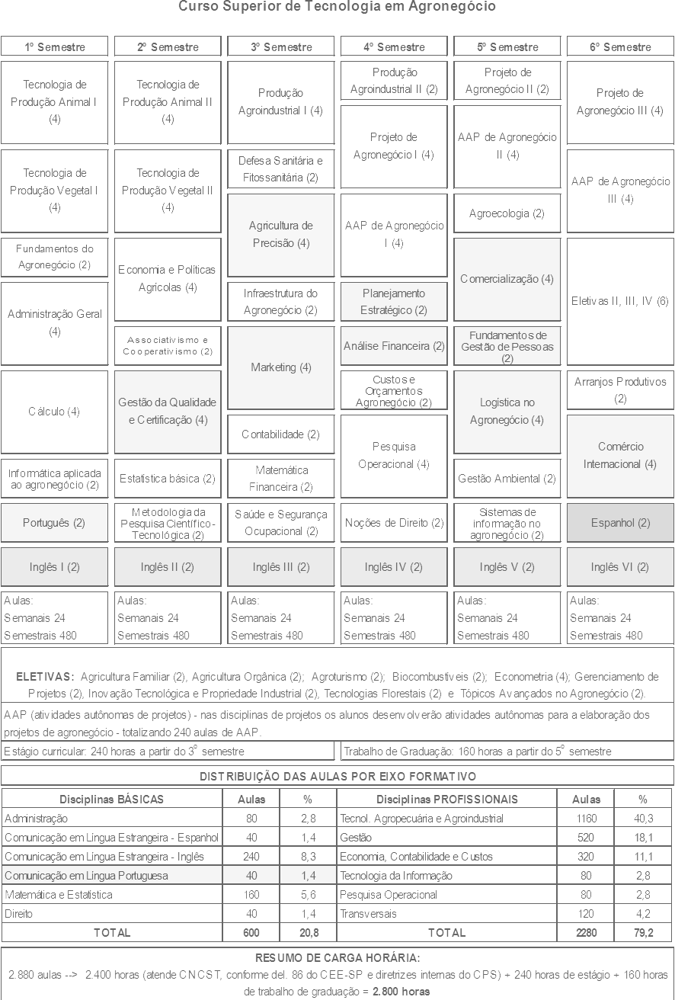 Curso Superior de Tecnologia em Agronegócio
1º Semestre
2º Semestre
3º Semestre
4º Semestre
5º Semestre
6º Semestre
Tecnologia de
Produção Animal I
(4)
Tecnologia de
Produção Vegetal I
(4)
Fundamentos do
Agronegócio (2)
Administração Geral
(4)
Cálculo (4)
Informática aplicada
ao agronegócio (2)
Português (2)
Inglês I (2)
Aulas:
Semanais 24
Semestrais 480
Tecnologia de
Produção Animal II
(4)
Tecnologia de
Produção Vegetal II
(4)
Economia e Políticas
Agrícolas (4)
Associativismo e
Cooperativismo (2)
Gestão da Qualidade
e Certificação (4)
Estatística básica (2)
Metodologia da
Pesquisa Científico-
Tecnológica (2)
Inglês II (2)
Aulas:
Semanais 24
Semestrais 480
Produção
Agroindustrial I (4)
Defesa Sanitária e
Fitossanitária (2)
Agricultura de
Precisão (4)
Infraestrutura do
Agronegócio (2)
Marketing (4)
Contabilidade (2)
Matemática
Financeira (2)
Saúde e Segurança
Ocupacional (2)
Inglês III (2)
Aulas:
Semanais 24
Semestrais 480
Produção
Agroindustrial II (2)
Projeto de
Agronegócio I (4)
AAP de Agronegócio
I (4)
Planejamento
Estratégico (2)
Análise Financeira (2)
Custos e
Orçamentos
Agronegócio (2)
Pesquisa
Operacional (4)
Noções de Direito (2)
Inglês IV (2)
Aulas:
Semanais 24
Semestrais 480
Projeto de
Agronegócio II (2)
AAP de Agronegócio
II (4)
Agroecologia (2)
Comercialização (4)
Fundamentos de
Gestão de Pessoas
(2)
Logística no
Agronegócio (4)
Gestão Ambiental (2)
Sistemas de
informação no
agronegócio (2)
Inglês V (2)
Aulas:
Semanais 24
Semestrais 480
Projeto de
Agronegócio III (4)
AAP de Agronegócio
III (4)
Eletivas II, III, IV (6)
Arranjos Produtivos
(2)
Comércio
Internacional (4)
Espanhol (2)
Inglês VI (2)
Aulas:
Semanais 24
Semestrais 480
ELETIVAS: Agricultura Familiar (2), Agricultura Orgânica (2); Agroturismo (2); Biocombustíveis (2); Econometria (4); Gerenciamento de
Projetos (2), Inovação Tecnológica e Propriedade Industrial (2), Tecnologias Florestais (2) e Tópicos Avançados no Agronegócio (2).
AAP (atividades autônomas de projetos) - nas disciplinas de projetos os alunos desenvolverão atividades autônomas para a elaboração dos
projetos de agronegócio - totalizando 240 aulas de AAP.
Estágio curricular: 240 horas a partir do 3º semestre
Trabalho de Graduação: 160 horas a partir do 5º semestre
DISTRIBUIÇÃO DAS AULAS POR EIXO FORMATIVO
Disciplinas BÁSICAS Aulas % Disciplinas PROFISSIONAIS Aulas %
Administração 80 2,8 Tecnol. Agropecuária e Agroindustrial 1160 40,3
Comunicação em Língua Estrangeira - Espanhol 40 1,4 Gestão 520 18,1
Comunicação em Língua Estrangeira - Inglês 240 8,3 Economia, Contabilidade e Custos 320 11,1
Comunicação em Língua Portuguesa 40 1,4 Tecnologia da Informação 80 2,8
Matemática e Estatística 160 5,6 Pesquisa Operacional 80 2,8
Direito 40 1,4 Transversais 120 4,2
TOTAL 600 20,8 TOTAL 2280 79,2
RESUMO DE CARGA HORÁRIA:
2.880 aulas --> 2.400 horas (atende CNCST, conforme del. 86 do CEE-SP e diretrizes internas do CPS) + 240 horas de estágio + 160 horas
de trabalho de graduação = 2.800 horas